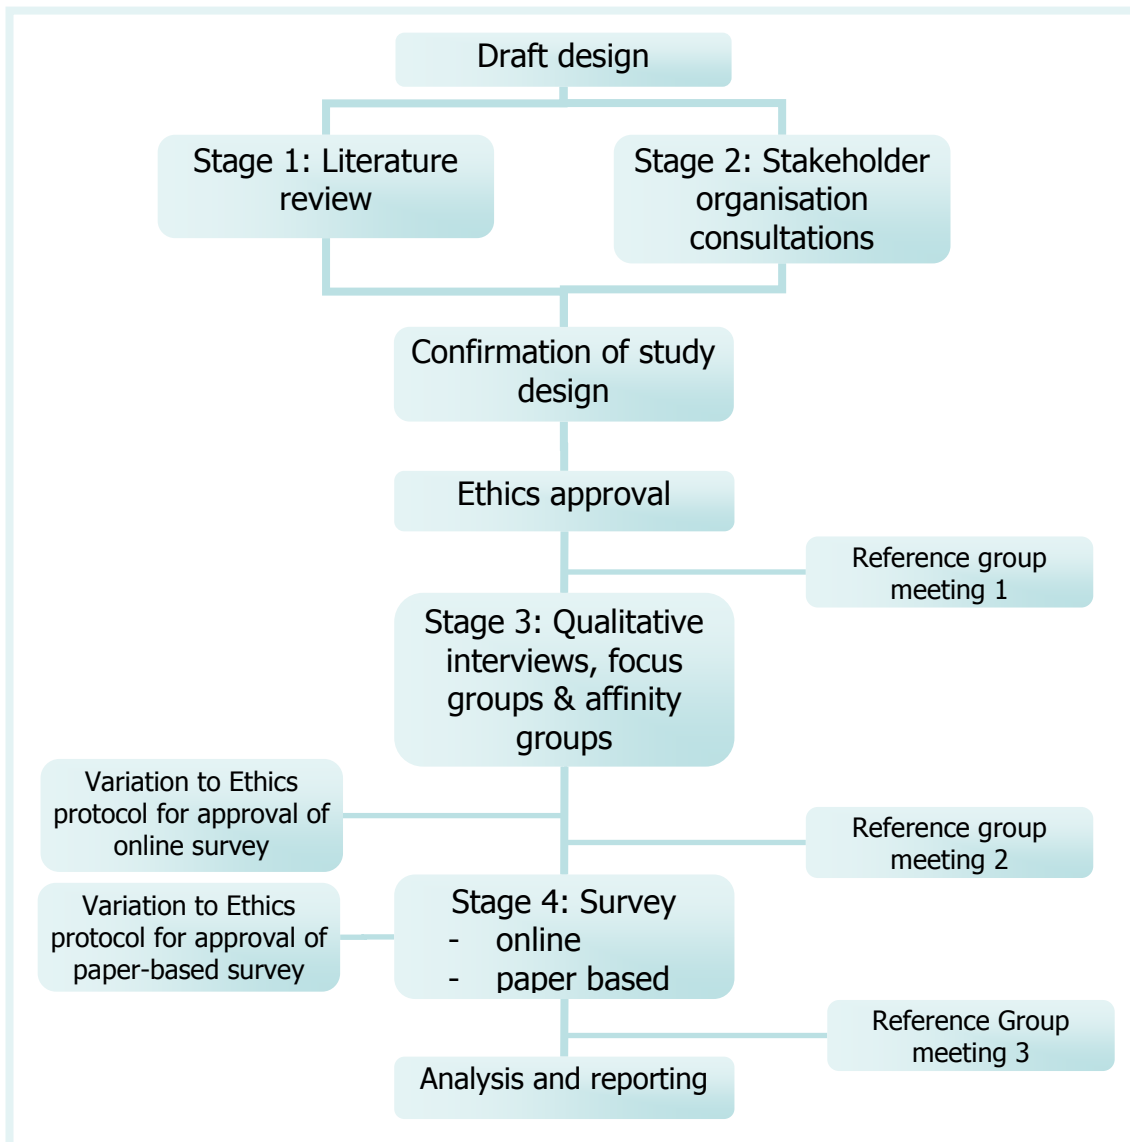 Draft design
Stage 1: Literature
review
Stage 2: Stakeholder
organisation
consultations
Confirmation of study
design
Ethics approval
Reference group
meeting 1
Stage 3: Qualitative
interviews, focus
groups & affinity
groups
Variation to Ethics
protocol for approval of
online survey
Reference group
meeting 2
Variation to Ethics
protocol for approval of
paper-based survey
Stage 4: Survey
- online
- paper based
Reference Group
meeting 3
Analysis and reporting